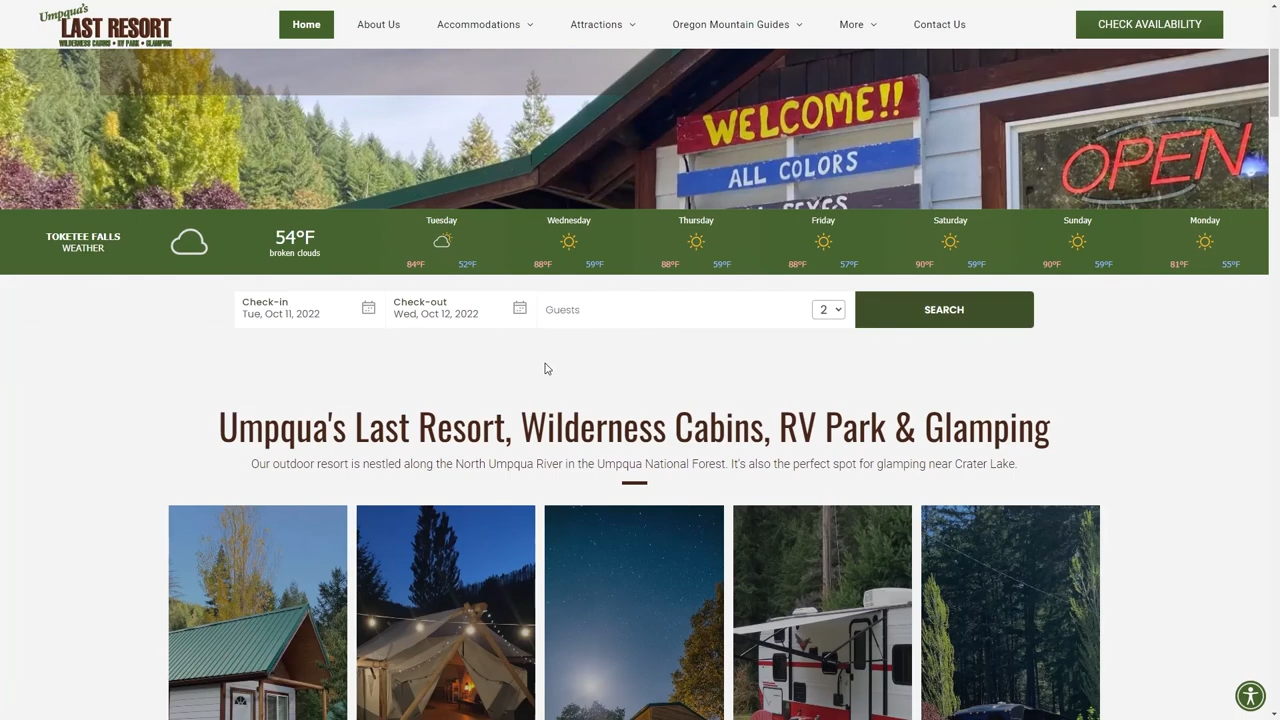 Umpqua's
LAST RESORT
WILDERNESS CABINS • RV PARK • GLAMPING
Home
About Us
Accommodations
Attractions
Oregon Mountain Guides
More
Contact Us
CHECK AVAILABILITY
WELCOME!!
ALL COLORS
ALL SEXES
OPEN
TOKETEE FALLS
WEATHER
54°F
broken clouds
Tuesday
84°F 52°F
Wednesday
88°F 59°F
Thursday
88°F 59°F
Friday
88°F 57°F
Saturday
90°F 59°F
Sunday
90°F 59°F
Monday
81°F 55°F
Check-in
Tue, Oct 11, 2022
Check-out
Wed, Oct 12, 2022
Guests
2
SEARCH
Umpqua's Last Resort, Wilderness Cabins, RV Park & Glamping
Our outdoor resort is nestled along the North Umpqua River in the Umpqua National Forest. It's also the perfect spot for glamping near Crater Lake.